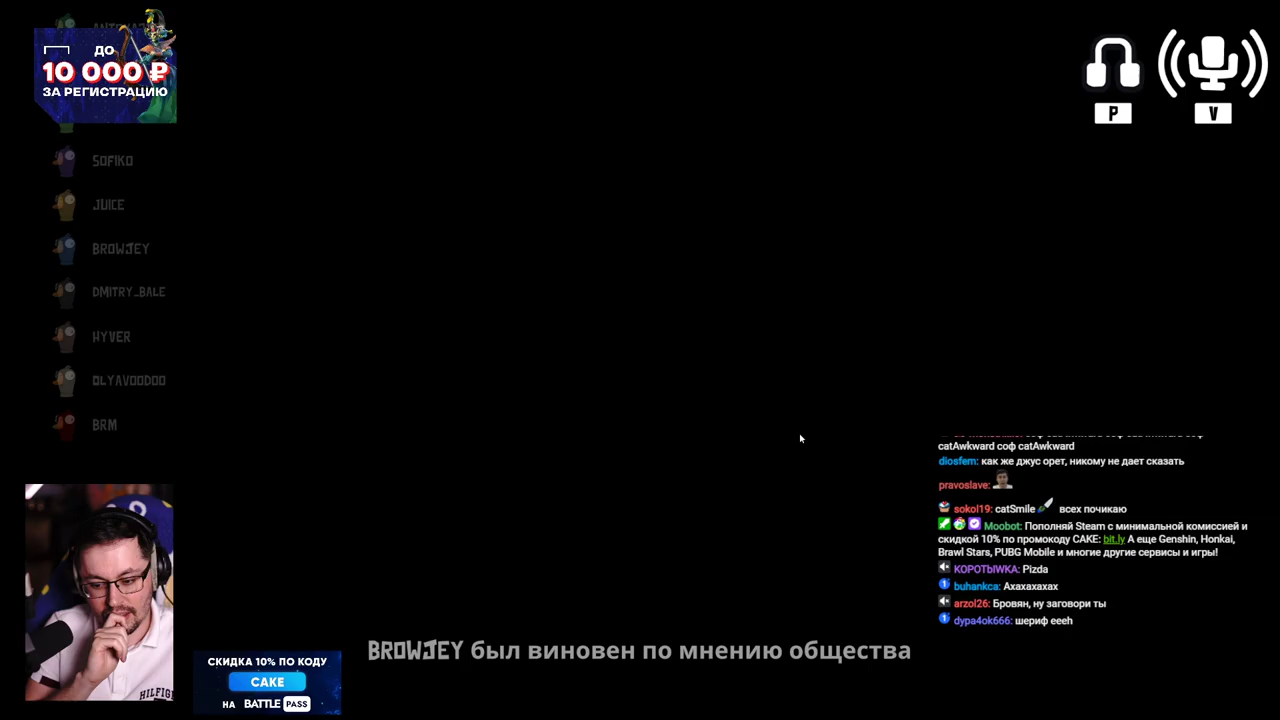 ДО
10 000 ₽
ЗА РЕГИСТРАЦИЮ
P
V
SOFIKO
JUICE
BROWJEY
DMITRY_BALE
HYVER
OLYAVOODOO
BRM
catAwkward соф catAwkward
diosfem: как же джус орет, никому не дает сказать
pravoslave:
sokol19: catSmile всех почикаю
Moobot: Пополняй Steam с минимальной комиссией и
скидкой 10% по промокоду CAKE: bit.ly А еще Genshin, Honkai,
Brawl Stars, PUBG Mobile и многие другие сервисы и игры!
KOPOTbIWKA: Pizda
buhankca: Ахахахахах
arzol26: Бровян, ну заговори ты
dypa4ok666: шериф eeeh
HILFIG
BROWJEY был виновен по мнению общества
СКИДКА 10% ПО КОДУ
CAKE
НА BATTLE PASS